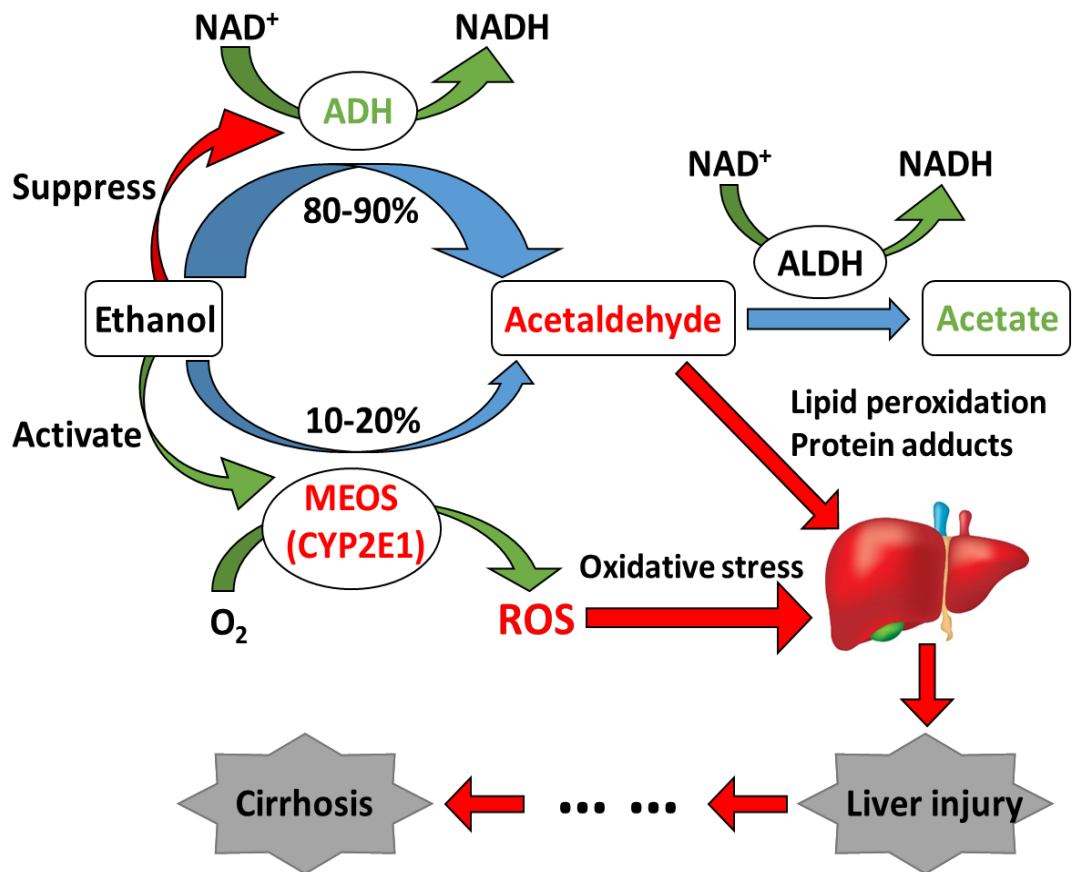 NAD⁺
NADH
ADH
Suppress
80-90%
NAD⁺
NADH
ALDH
Ethanol
Acetaldehyde
Acetate
Activate
10-20%
Lipid peroxidation
Protein adducts
MEOS
(CYP2E1)
O₂
ROS
Oxidative stress
Cirrhosis
... ...
Liver injury